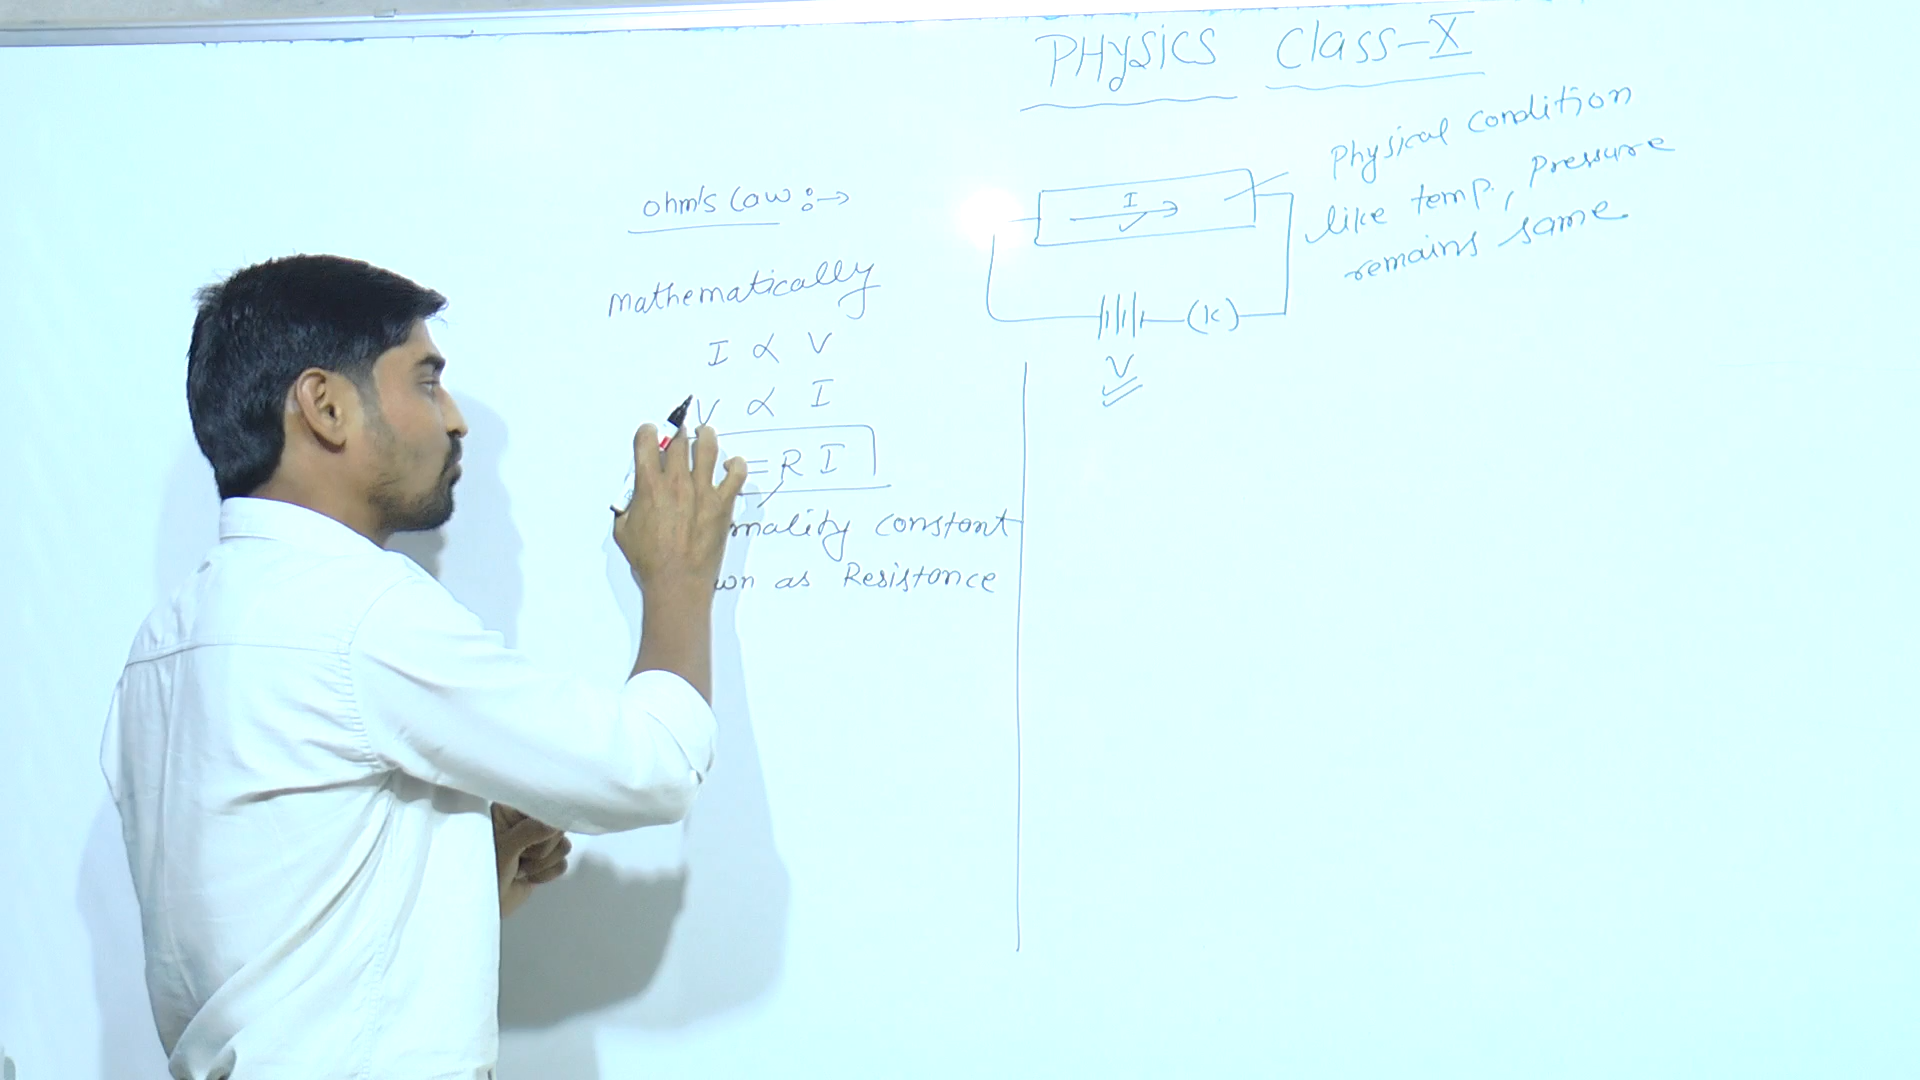 PHYSICS Class-X
ohm's Law :→
mathematically
I ∝ V
V ∝ I
= R I
constant
as Resistance
I
Physical condition
like temp., Pressure
remains same
(K)
V